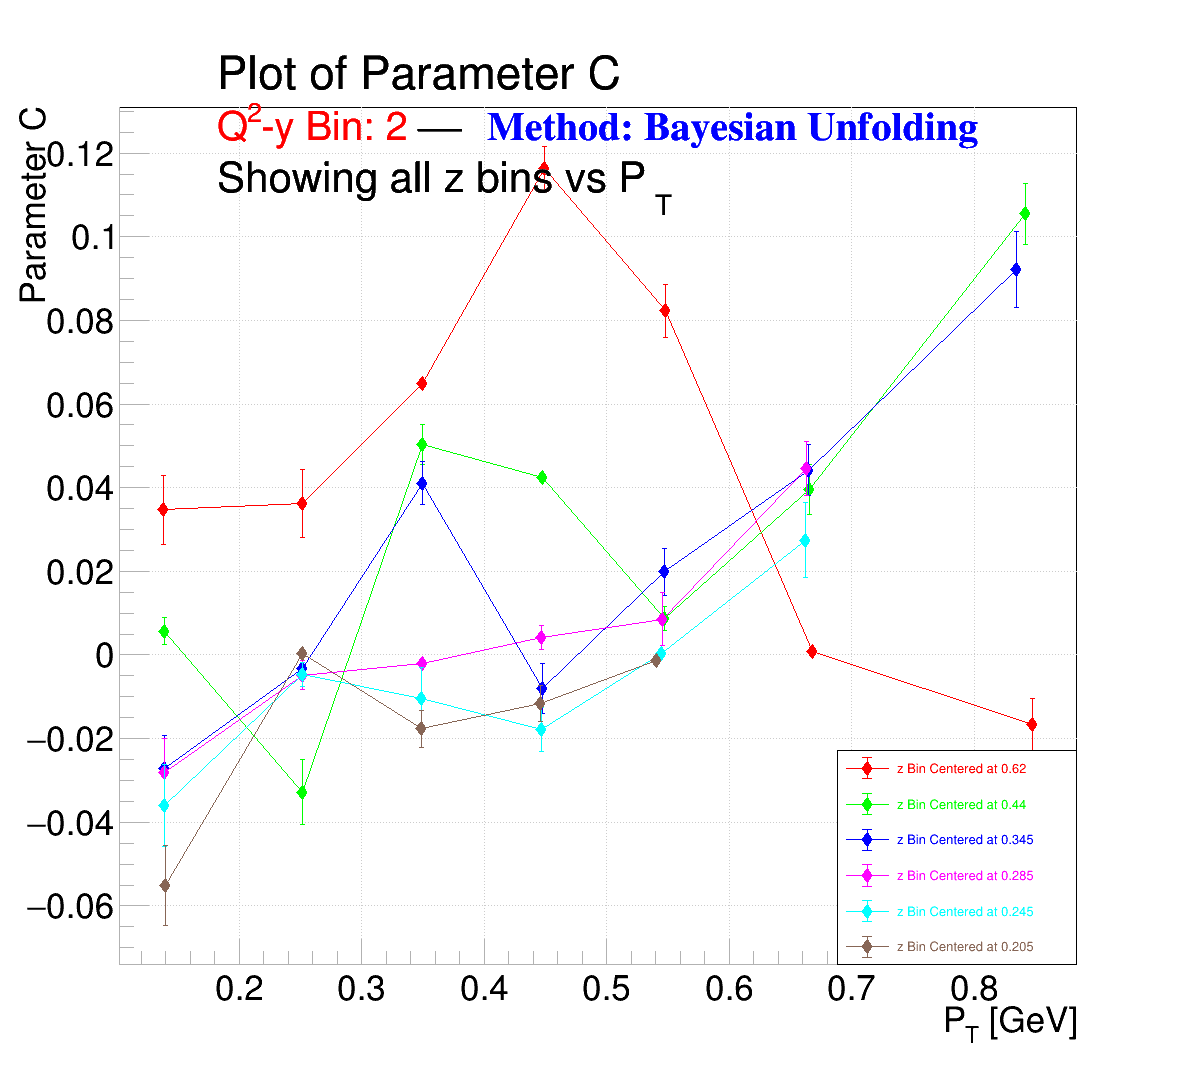 Plot of Parameter C
Q²-y Bin: 2 — Method: Bayesian Unfolding
Showing all z bins vs P_T
Parameter C
0.12
0.1
0.08
0.06
0.04
0.02
0
−0.02
−0.04
−0.06
z Bin Centered at 0.62
z Bin Centered at 0.44
z Bin Centered at 0.345
z Bin Centered at 0.285
z Bin Centered at 0.245
z Bin Centered at 0.205
0.2 0.3 0.4 0.5 0.6 0.7 0.8
P_T [GeV]